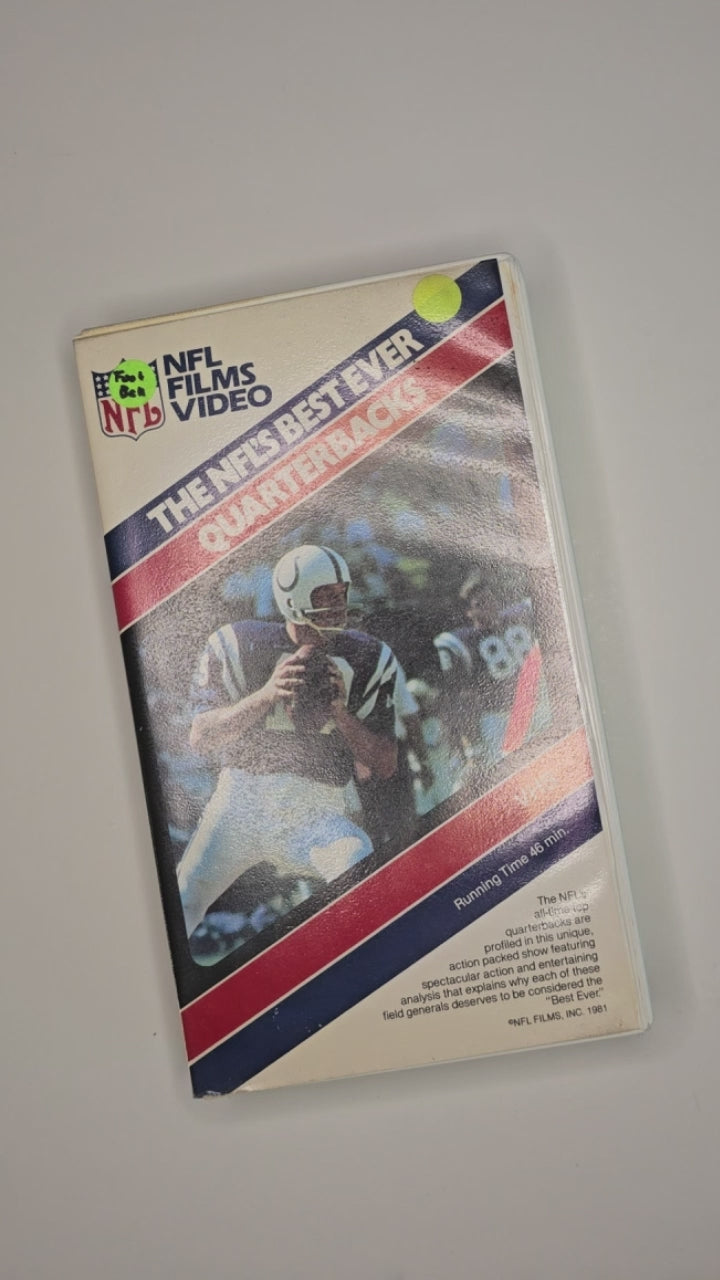 Foot
Ball
NFL
NFL
FILMS
VIDEO
THE NFL'S BEST EVER
QUARTERBACKS
88
Running Time 46 min.
The NFL's
all-time top
quarterbacks are
profiled in this unique,
action packed show featuring
spectacular action and entertaining
analysis that explains why each of these
field generals deserves to be considered the
"Best Ever."
©NFL FILMS, INC. 1981